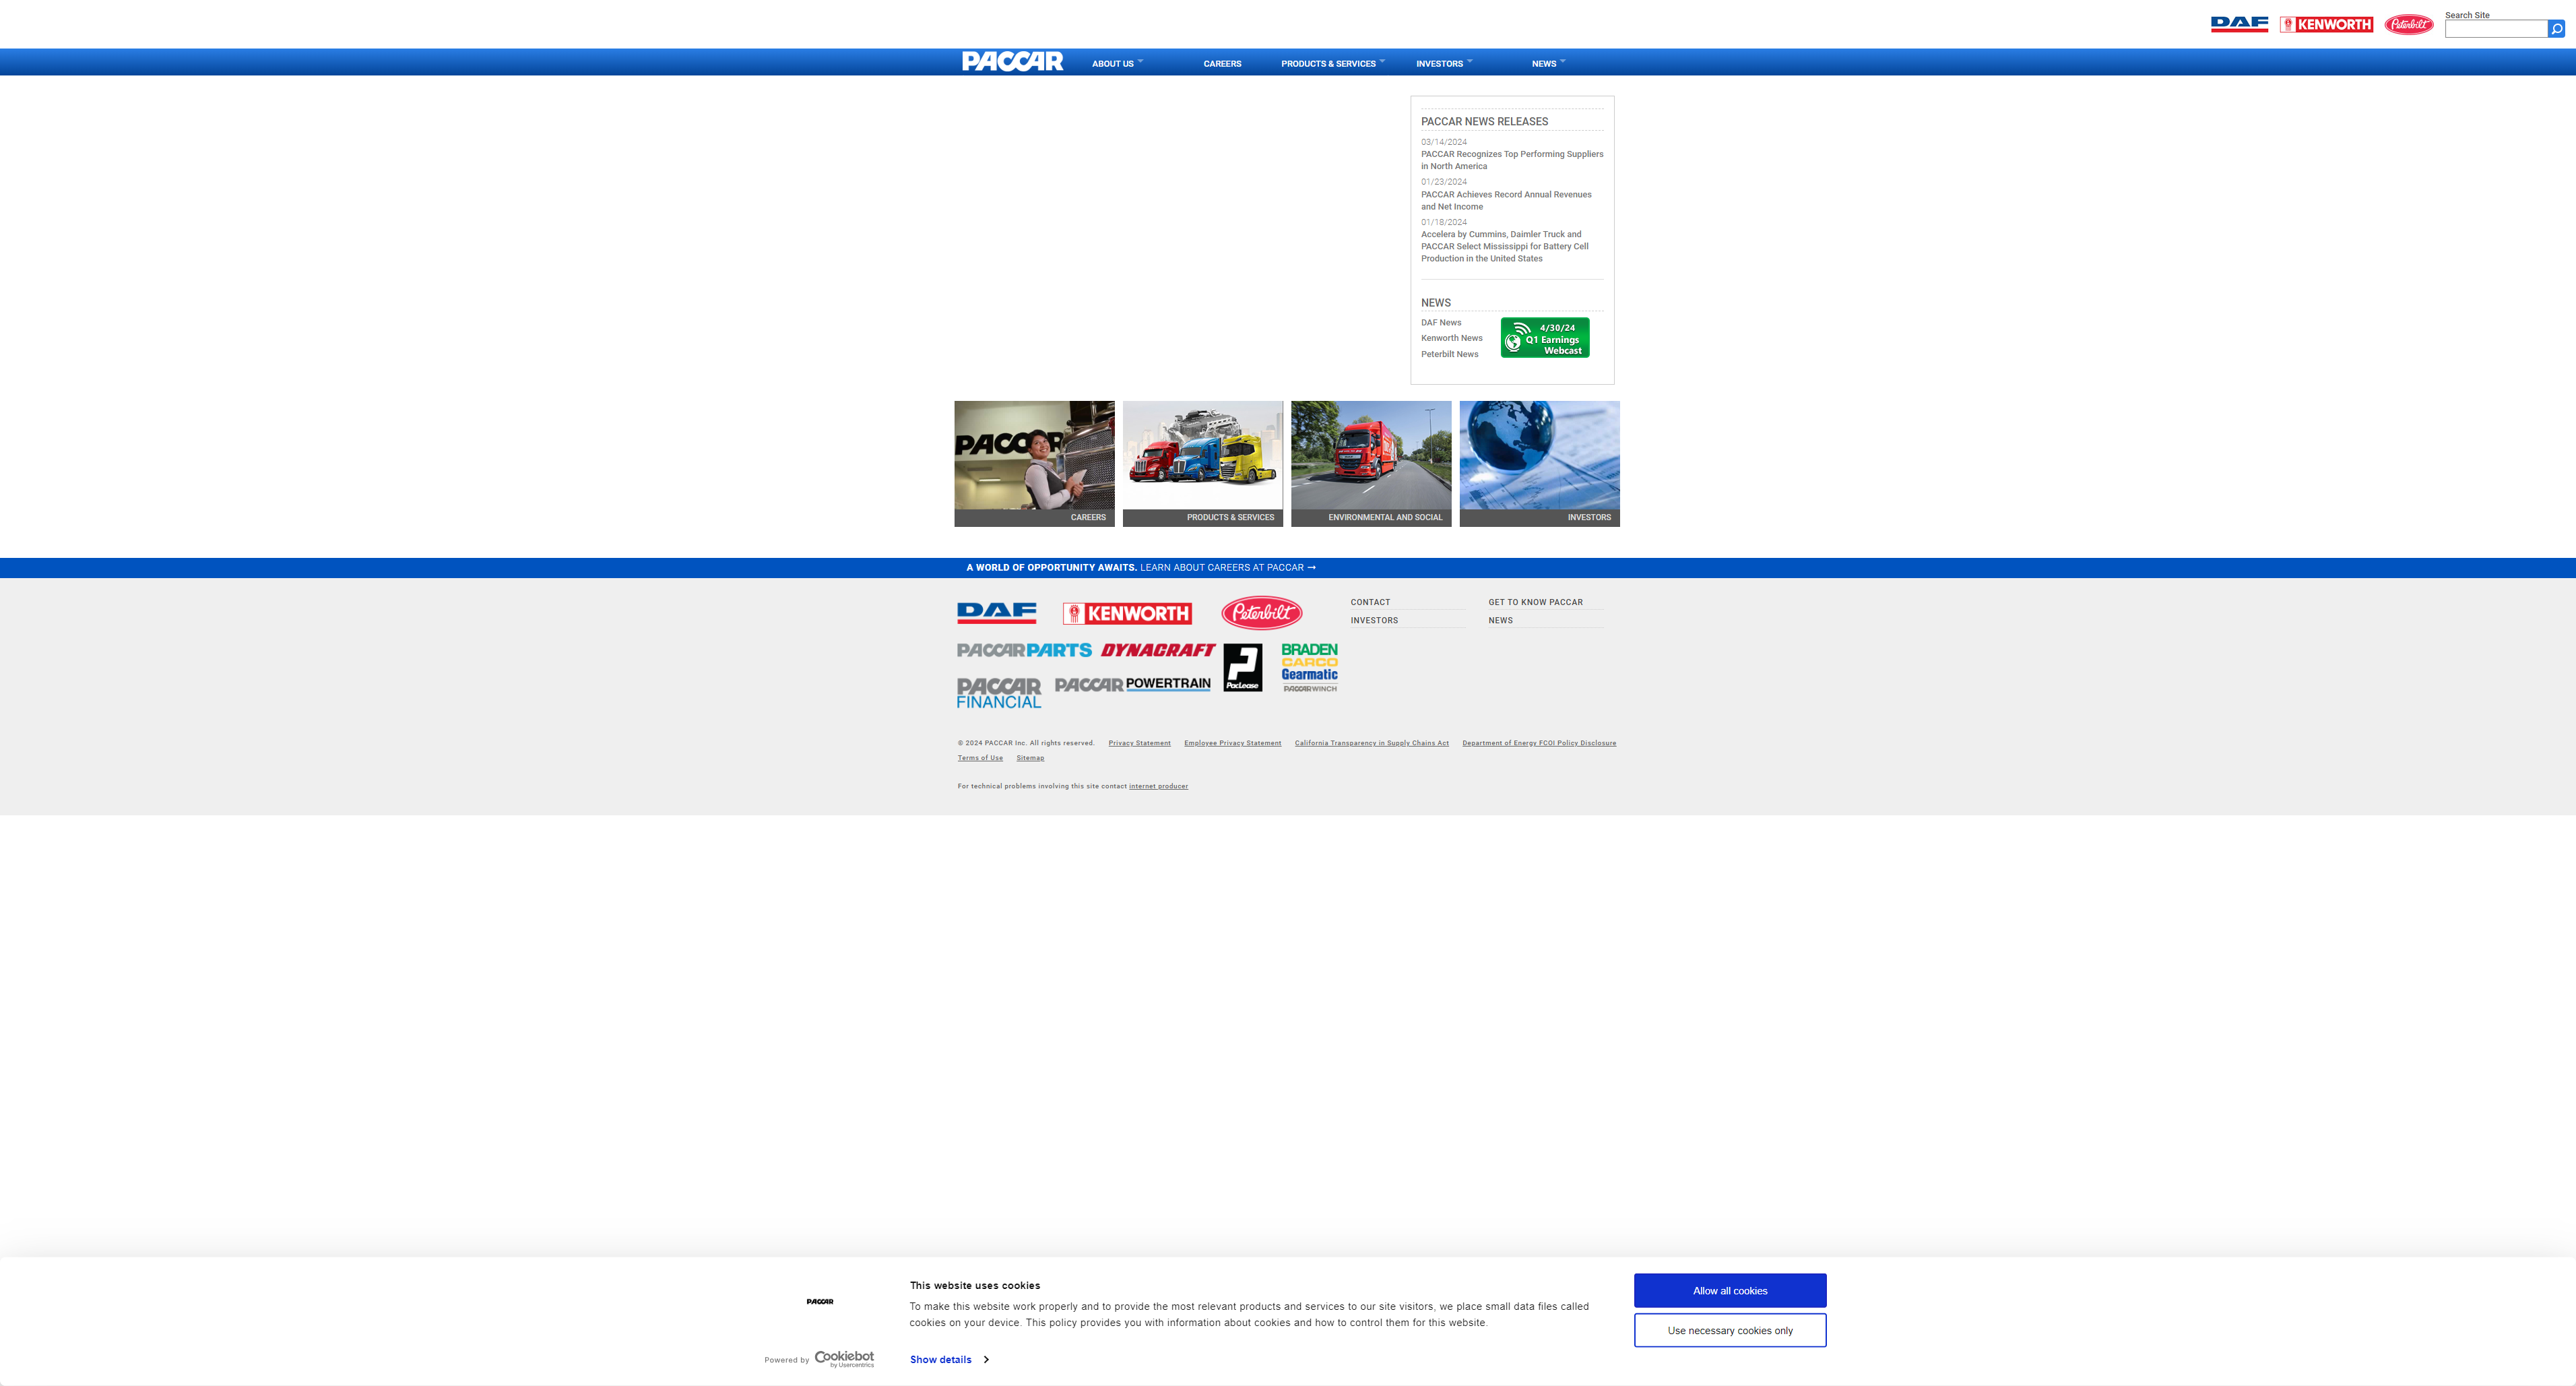 DAF
KENWORTH
Peterbilt
Search Site
PACCAR
ABOUT US
CAREERS
PRODUCTS & SERVICES
INVESTORS
NEWS
PACCAR NEWS RELEASES
03/14/2024
PACCAR Recognizes Top Performing Suppliers
in North America
01/23/2024
PACCAR Achieves Record Annual Revenues
and Net Income
01/18/2024
Accelera by Cummins, Daimler Truck and
PACCAR Select Mississippi for Battery Cell
Production in the United States
NEWS
DAF News
Kenworth News
Peterbilt News
4/30/24
Q1 Earnings
Webcast
PACCAR
CAREERS
PRODUCTS & SERVICES
ENVIRONMENTAL AND SOCIAL
INVESTORS
A WORLD OF OPPORTUNITY AWAITS. LEARN ABOUT CAREERS AT PACCAR →
DAF
KENWORTH
Peterbilt
CONTACT
GET TO KNOW PACCAR
INVESTORS
NEWS
PACCAR PARTS
DYNACRAFT
PacLease
BRADEN
CARCO
Gearmatic
PACCAR WINCH
PACCAR
FINANCIAL
PACCAR POWERTRAIN
© 2024 PACCAR Inc. All rights reserved. Privacy Statement Employee Privacy Statement California Transparency in Supply Chains Act Department of Energy FCOI Policy Disclosure
Terms of Use Sitemap
For technical problems involving this site contact internet producer
PACCAR
Powered by Cookiebot
by Usercentrics
This website uses cookies
To make this website work properly and to provide the most relevant products and services to our site visitors, we place small data files called
cookies on your device. This policy provides you with information about cookies and how to control them for this website.
Show details
Allow all cookies
Use necessary cookies only